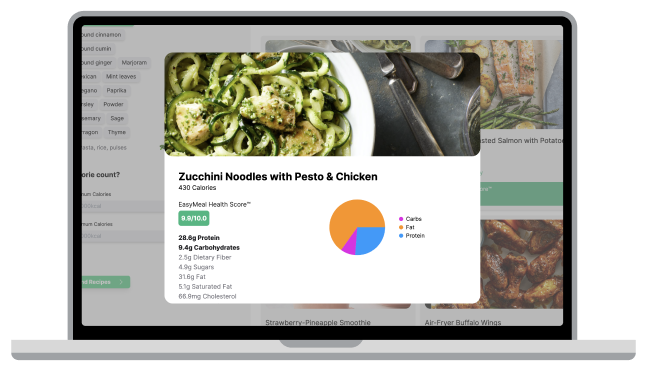 ound cinnamon
ound cumin
ound ginger Marjoram
exican Mint leaves
egano Paprika
rsley Powder
semary Sage
rragon Thyme
asta, rice, pulses
orie count?
mum Calories
mum Calories
nd Recipes
Zucchini Noodles with Pesto & Chicken
430 Calories
EasyMeal Health Score™
9.9/10.0
28.6g Protein
9.4g Carbohydrates
2.5g Dietary Fiber
4.9g Sugars
31.6g Fat
5.1g Saturated Fat
66.9mg Cholesterol
Carbs
Fat
Protein
sted Salmon with Potato
ore™
Strawberry-Pineapple Smoothie
Air-Fryer Buffalo Wings